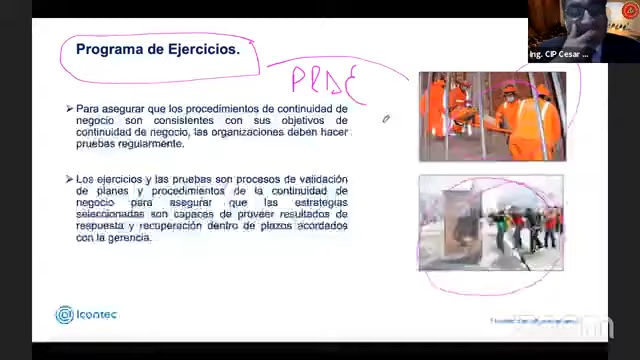 Programa de Ejercicios.
ing. CIP Cesar ...
➤ Para asegurar que los procedimientos de continuidad de
negocio son consistentes con sus objetivos de
continuidad de negocio, las organizaciones deben hacer
pruebas regularmente.
➤ Los ejercicios y las pruebas son procesos de validación
de planes y procedimientos de la continuidad de
negocio para asegurar que las estrategias
seleccionadas son capaces de proveer resultados de
respuesta y recuperación dentro de plazos acordados
con la gerencia.
Icontec
zoom